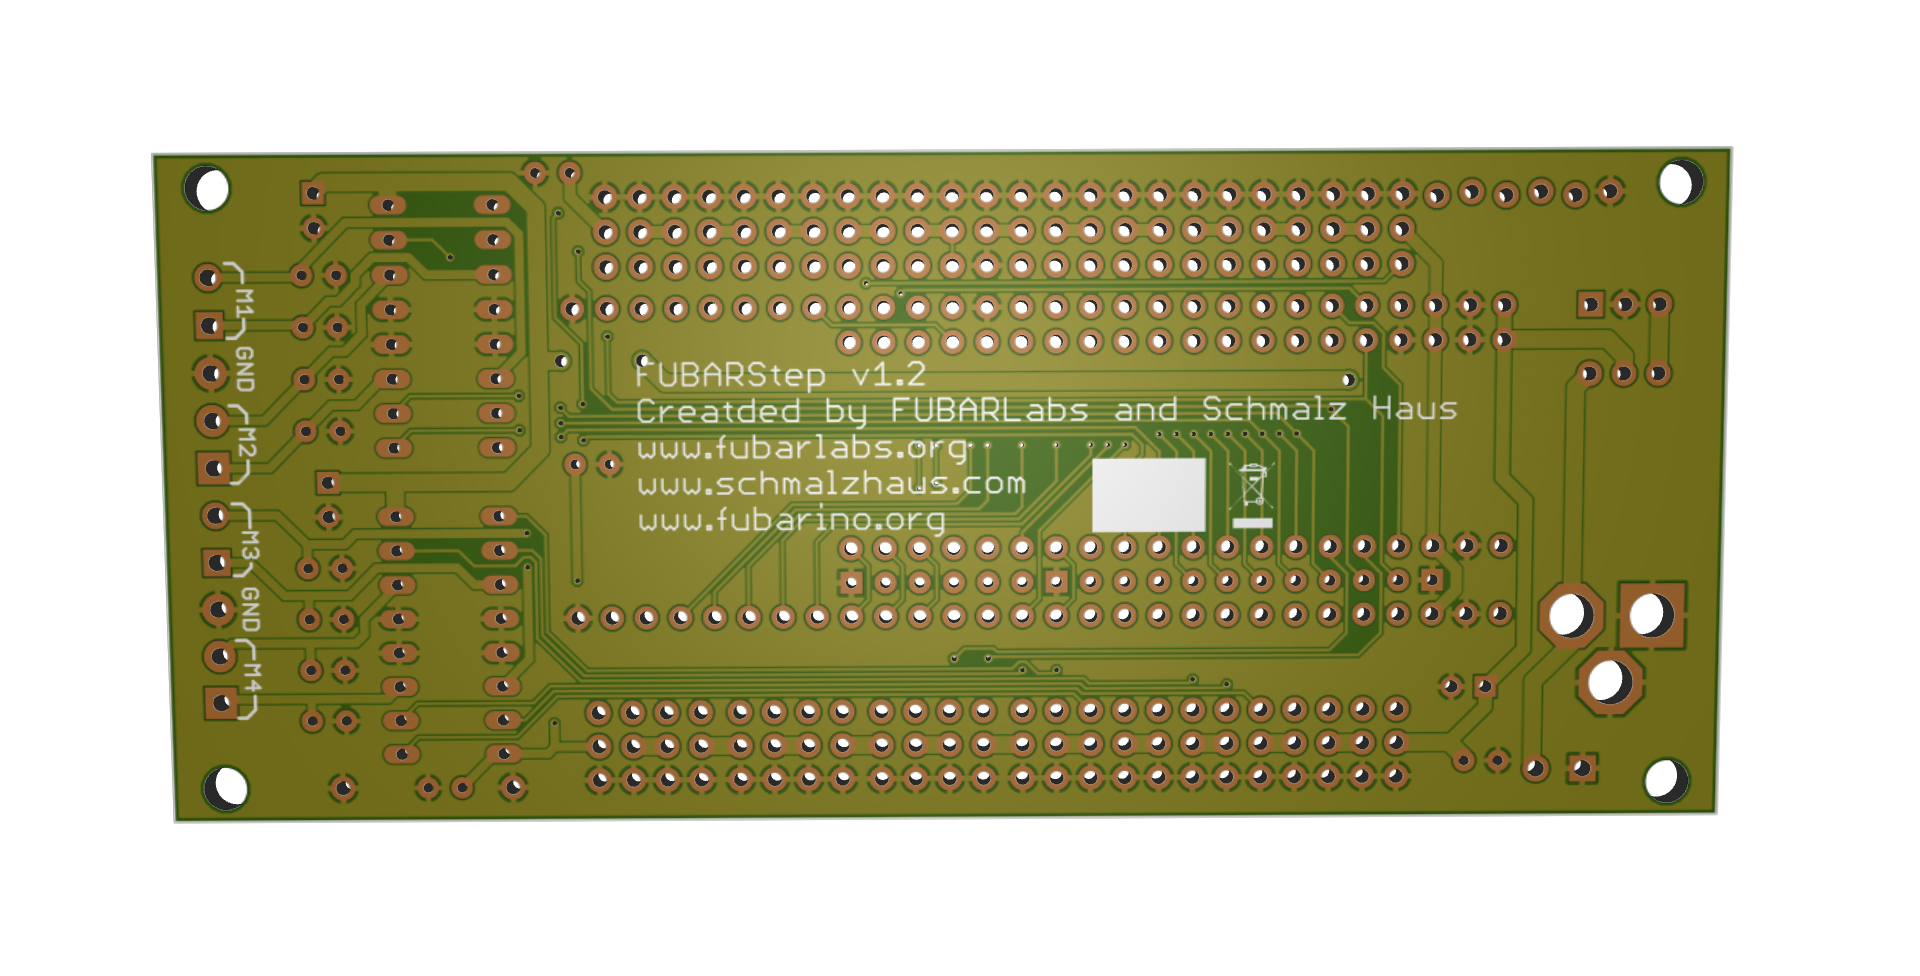 FUBARStep v1.2
Creatded by FUBARLabs and Schmalz Haus
www.fubarlabs.org
www.schmalzhaus.com
www.fubarino.org
M1
GND
M2
M3
GND
M4